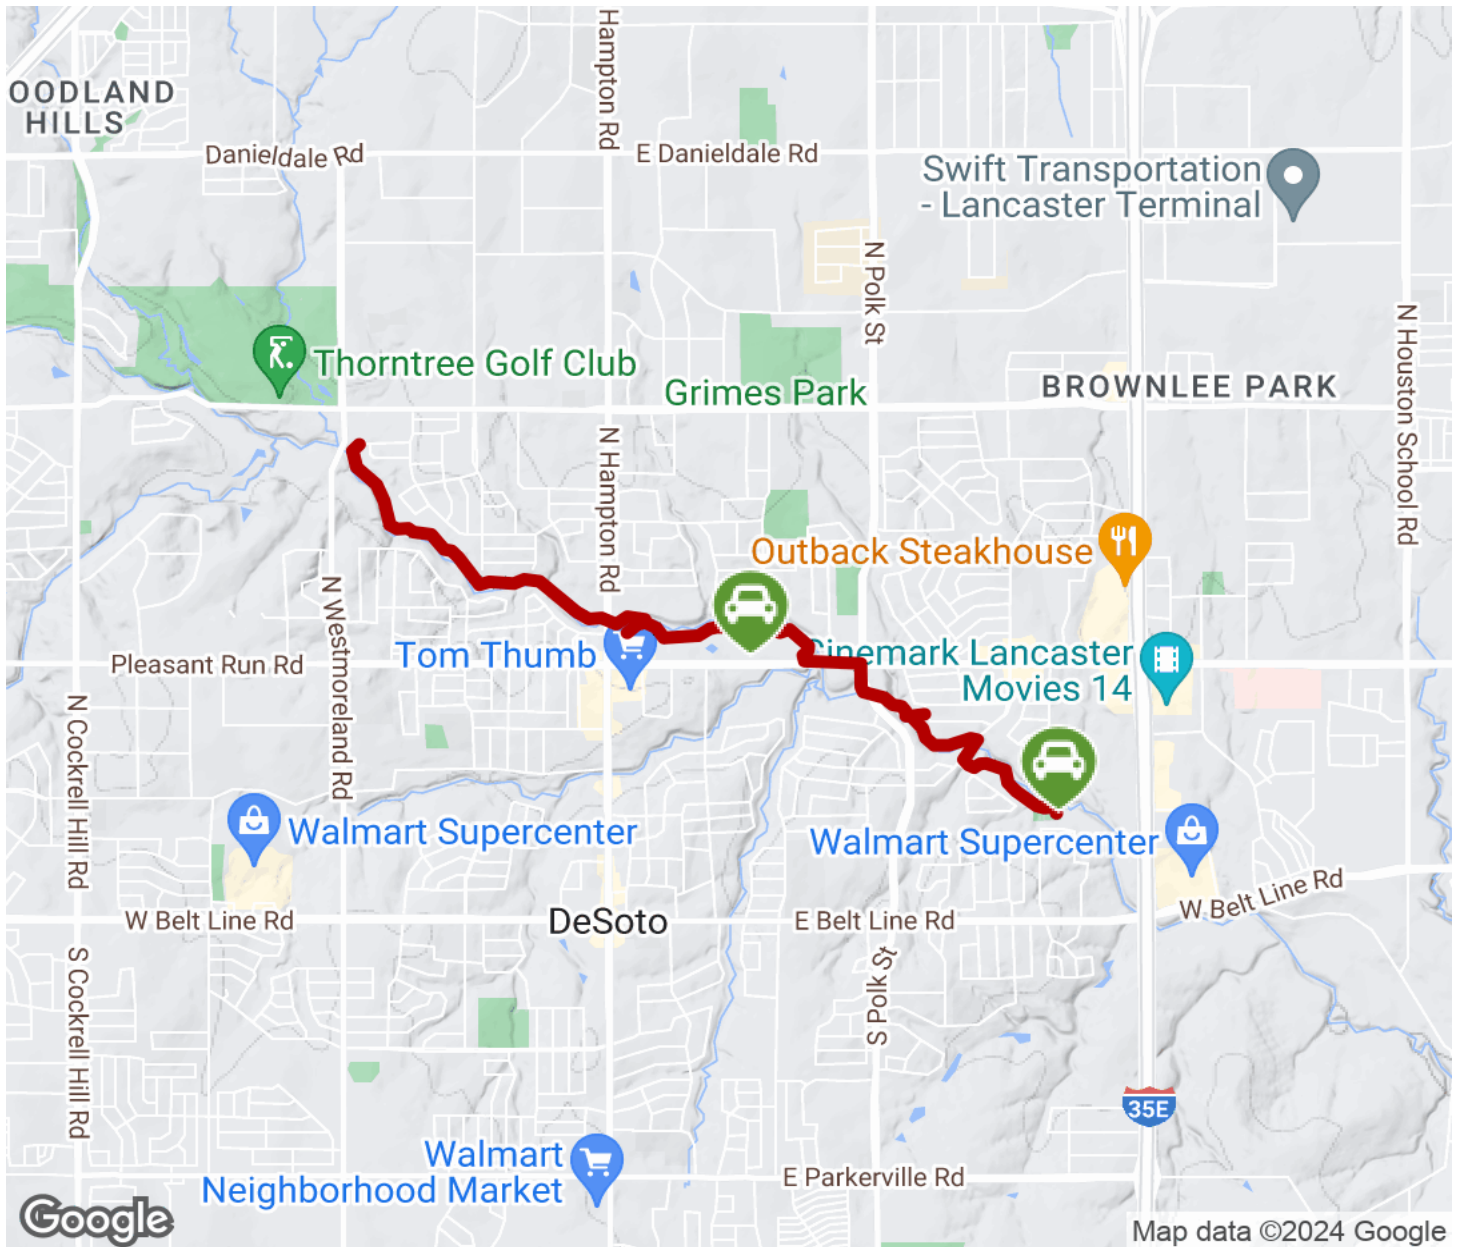 OODLAND
HILLS
Hampton Rd
Danieldale Rd
E Danieldale Rd
Swift Transportation
- Lancaster Terminal
N Polk St
N Houston School Rd
Thorntree Golf Club
Grimes Park
BROWNLEE PARK
N Hampton Rd
Outback Steakhouse
N Westmoreland Rd
Pleasant Run Rd
Tom Thumb
Cinemark Lancaster
Movies 14
N Cockrell Hill Rd
Walmart Supercenter
Walmart Supercenter
W Belt Line Rd
W Belt Line Rd
DeSoto
E Belt Line Rd
S Cockrell Hill Rd
S Polk St
35E
Walmart
Neighborhood Market
E Parkerville Rd
Google
Map data ©2024 Google